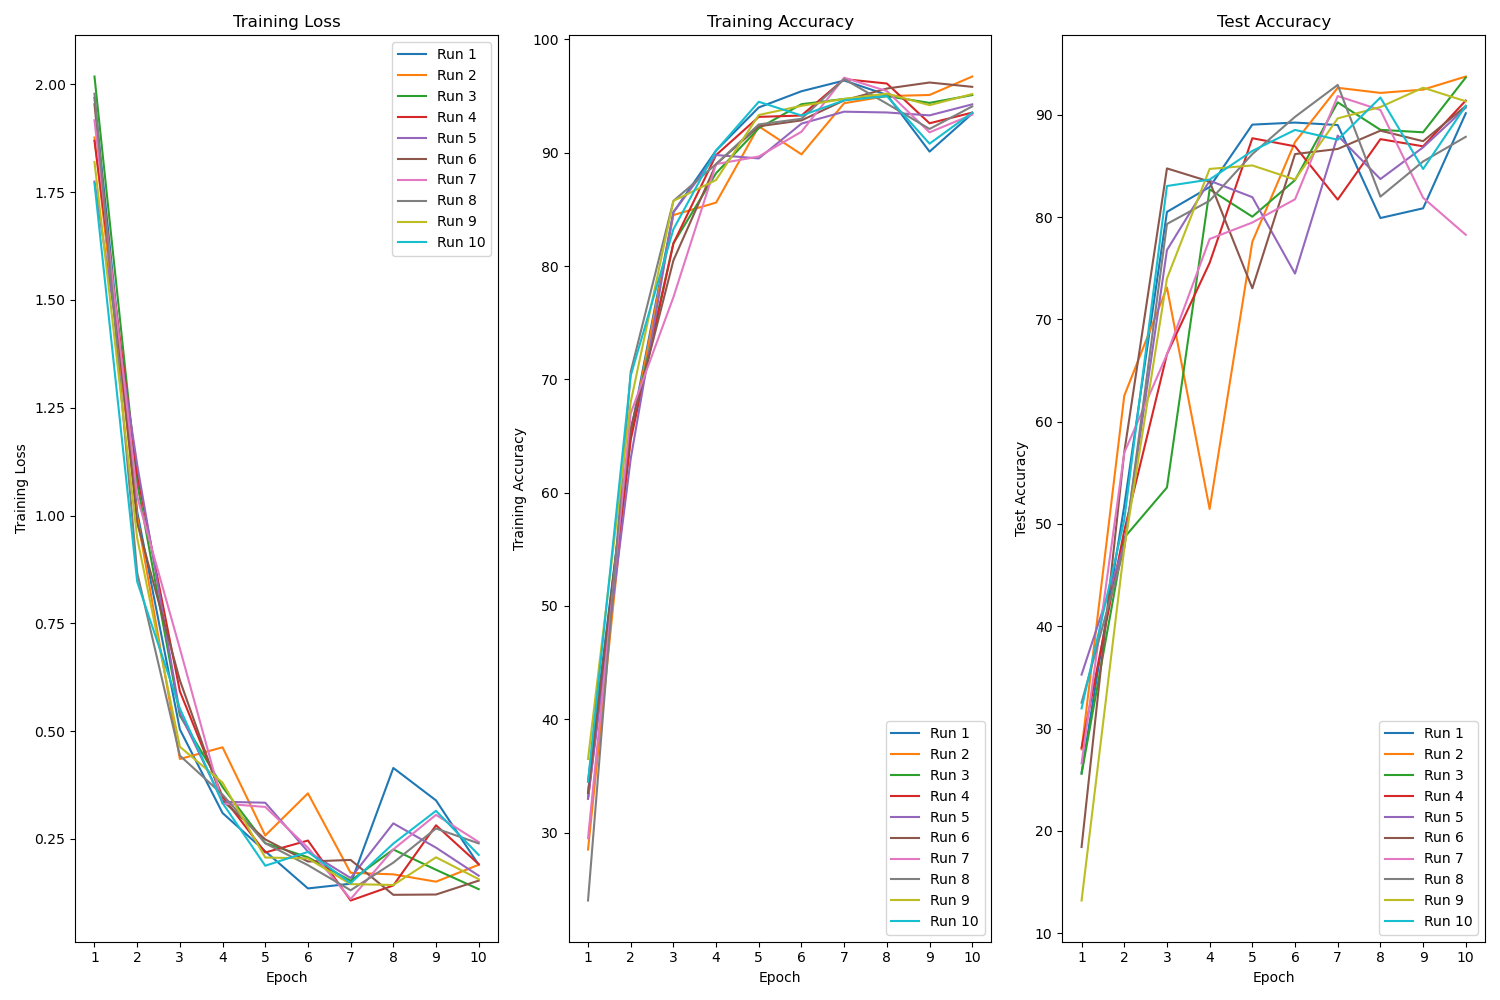 Training Loss
2.00
1.75
1.50
1.25
1.00
0.75
0.50
0.25
Training Loss
1 2 3 4 5 6 7 8 9 10
Epoch
Run 1
Run 2
Run 3
Run 4
Run 5
Run 6
Run 7
Run 8
Run 9
Run 10
Training Accuracy
100
90
80
70
60
50
40
30
Training Accuracy
1 2 3 4 5 6 7 8 9 10
Epoch
Run 1
Run 2
Run 3
Run 4
Run 5
Run 6
Run 7
Run 8
Run 9
Run 10
Test Accuracy
90
80
70
60
50
40
30
20
10
Test Accuracy
1 2 3 4 5 6 7 8 9 10
Epoch
Run 1
Run 2
Run 3
Run 4
Run 5
Run 6
Run 7
Run 8
Run 9
Run 10